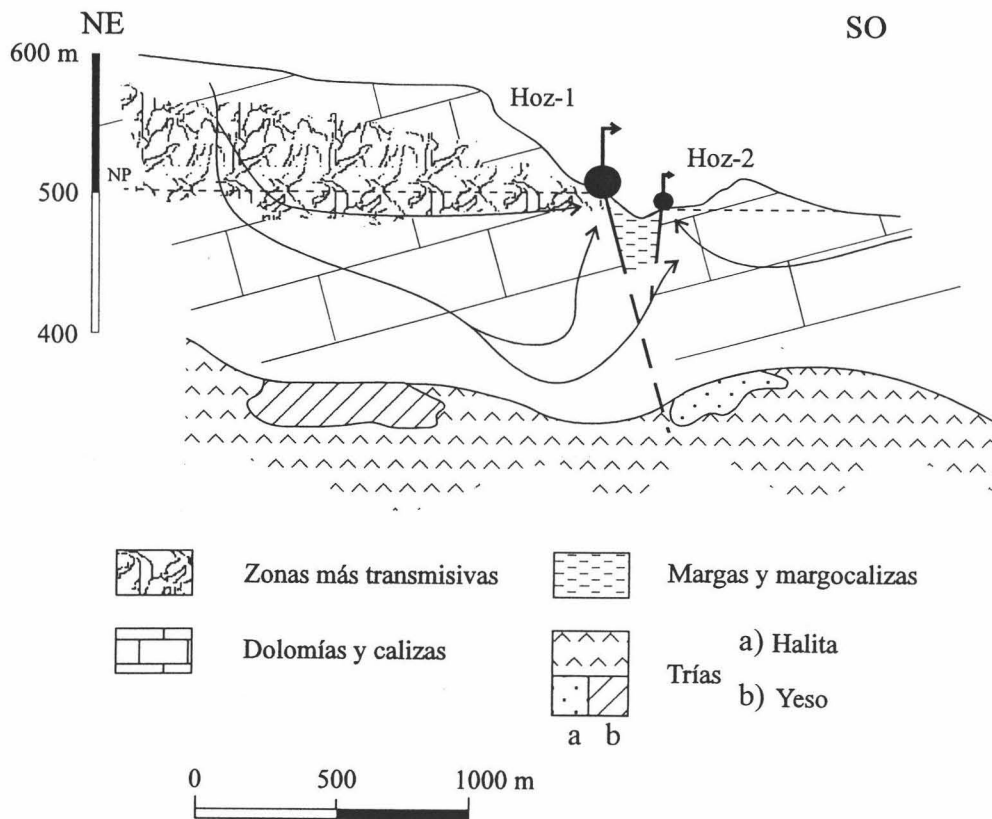 NE
SO
600 m
Hoz-1
Hoz-2
NP
500
400
Zonas más transmisivas
Margas y margocalizas
Dolomías y calizas
Trías
a) Halita
b) Yeso
a b
0 500 1000 m